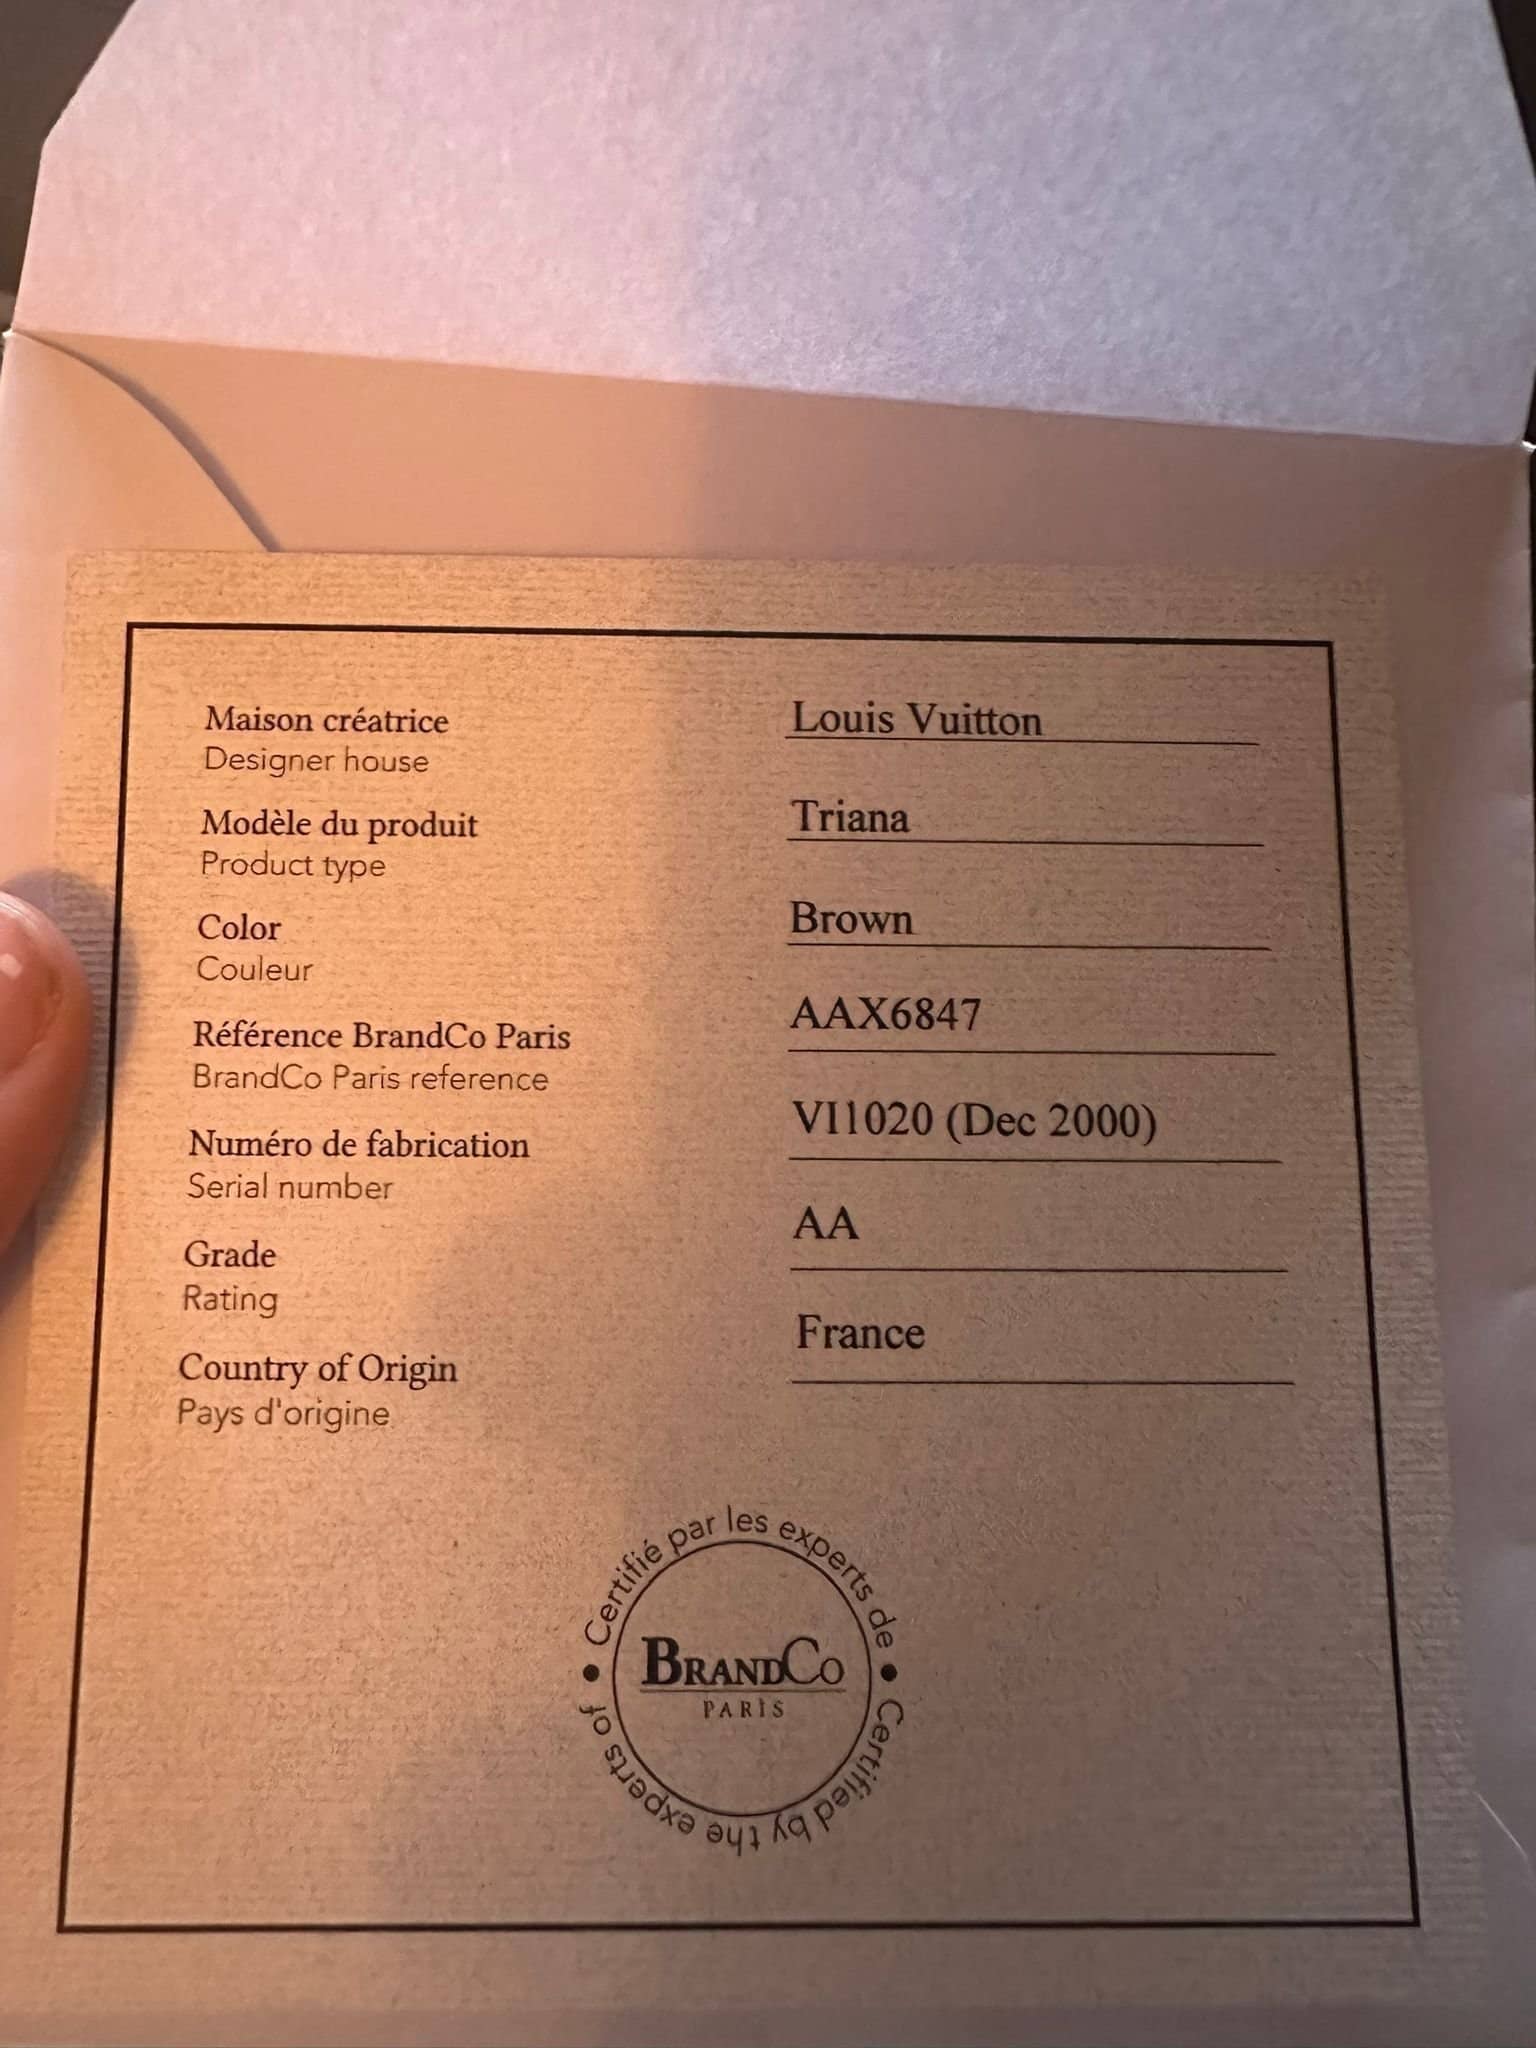 Maison créatrice Louis Vuitton
Designer house
Modèle du produit Triana
Product type
Color Brown
Couleur
Référence BrandCo Paris AAX6847
BrandCo Paris reference
Numéro de fabrication VI1020 (Dec 2000)
Serial number
Grade AA
Rating
Country of Origin France
Pays d'origine
Certifié par les experts de
BRANDCO
PARIS
Certified by the experts of